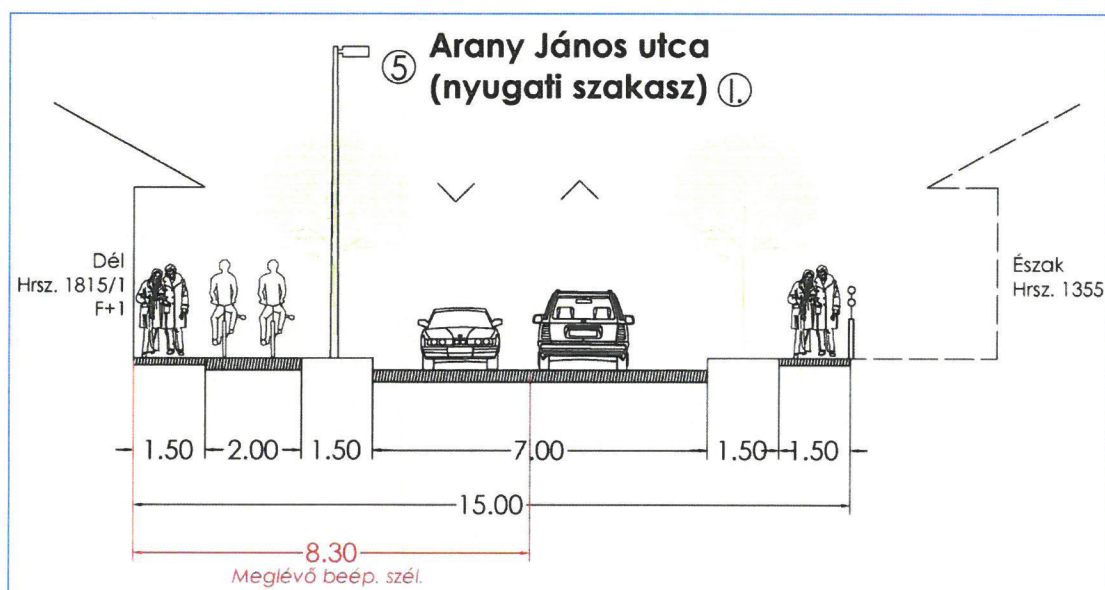 ⑤ Arany János utca
(nyugati szakasz) Ⓘ.
Dél
Hrsz. 1815/1
F+1
Észak
Hrsz. 1355
1.50 2.00 1.50 7.00 1.50 1.50
15.00
8.30
Meglévő beép. szél.